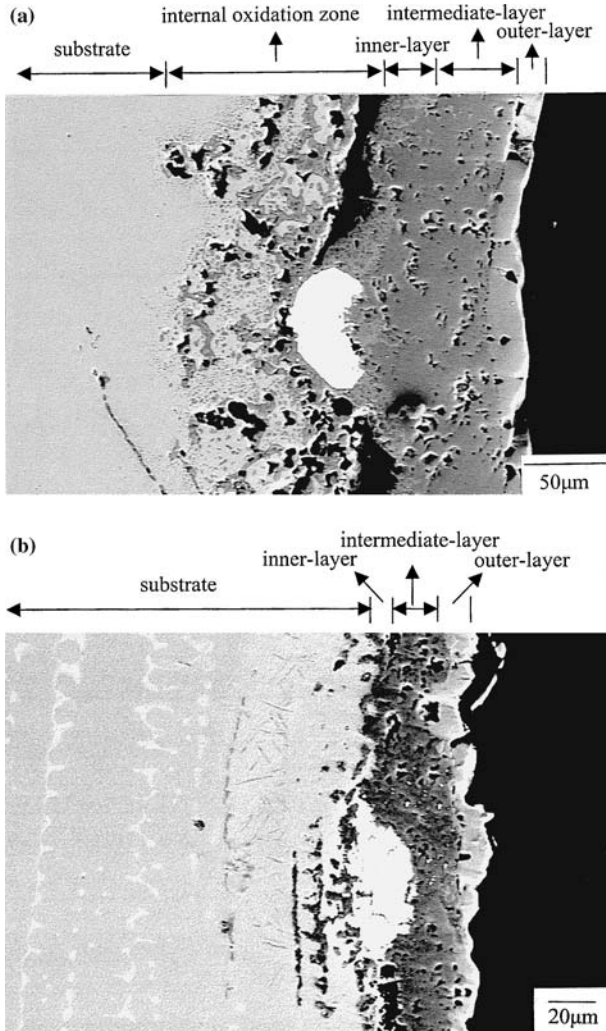 (a)
internal oxidation zone
intermediate-layer
outer-layer
substrate
inner-layer
50μm
(b)
intermediate-layer
inner-layer
outer-layer
substrate
20μm